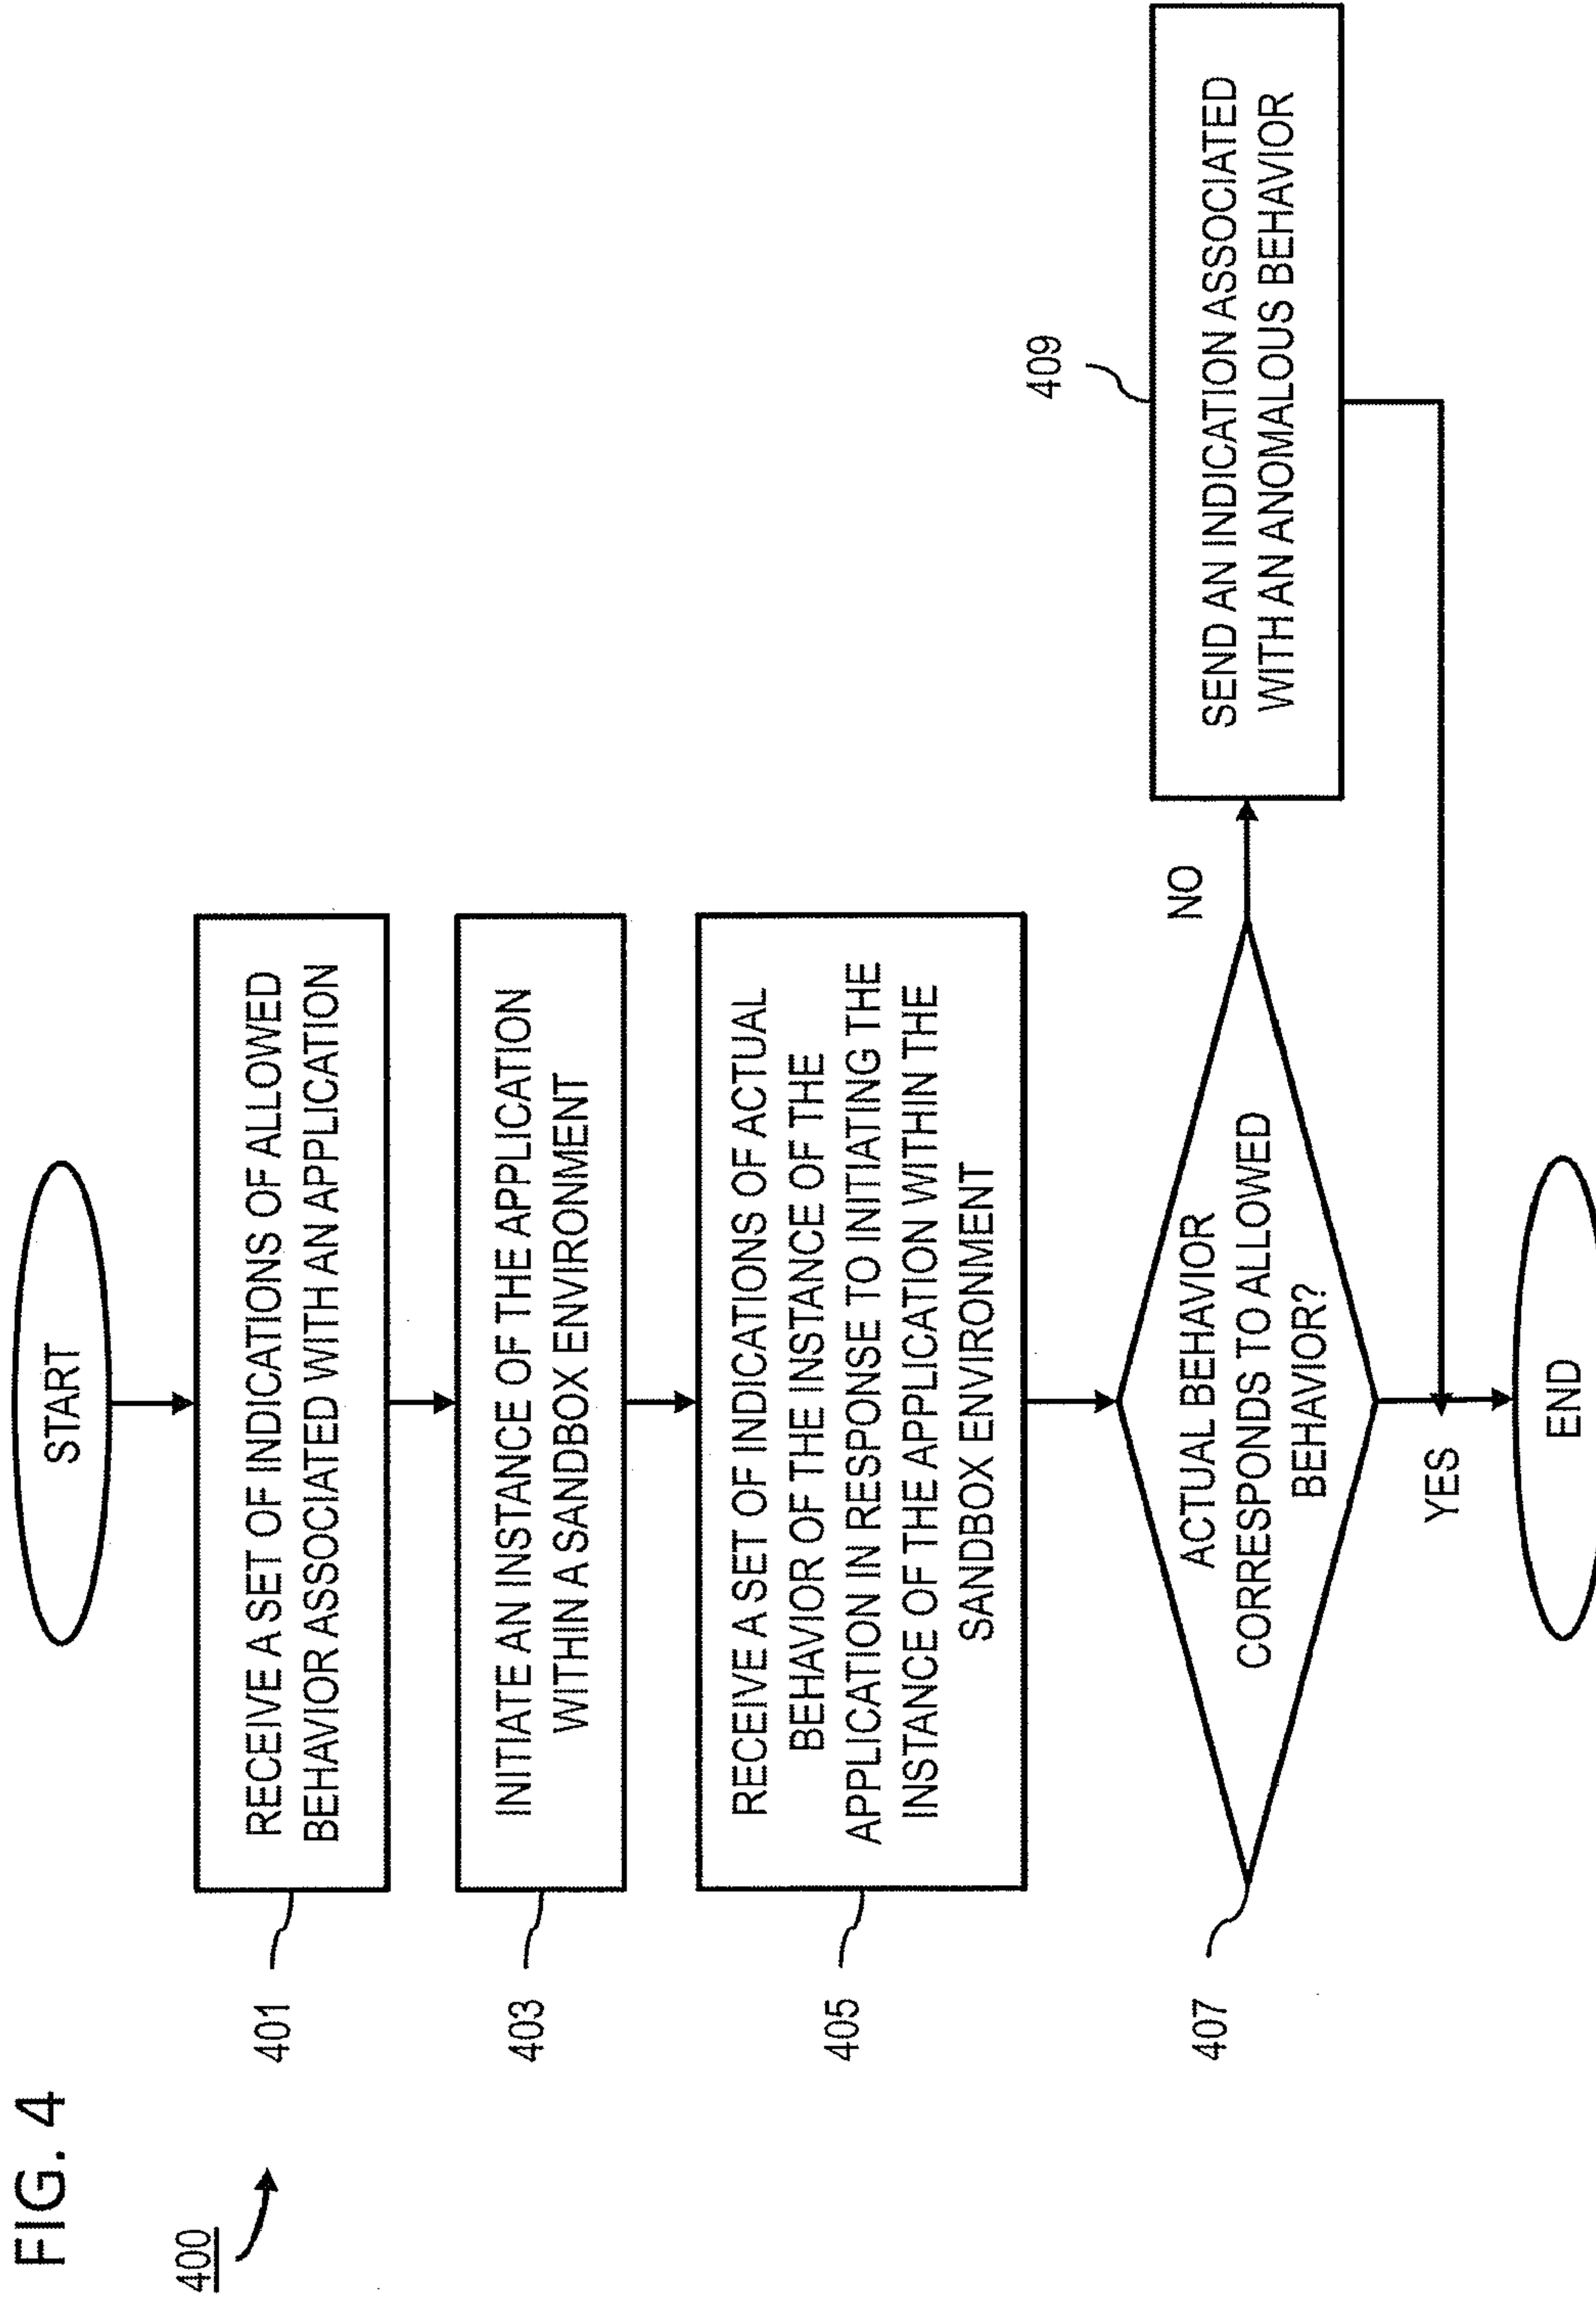 FIG. 4
400
START
401
RECEIVE A SET OF INDICATIONS OF ALLOWED
BEHAVIOR ASSOCIATED WITH AN APPLICATION
403
INITIATE AN INSTANCE OF THE APPLICATION
WITHIN A SANDBOX ENVIRONMENT
405
RECEIVE A SET OF INDICATIONS OF ACTUAL
BEHAVIOR OF THE INSTANCE OF THE
APPLICATION IN RESPONSE TO INITIATING THE
INSTANCE OF THE APPLICATION WITHIN THE
SANDBOX ENVIRONMENT
407
ACTUAL BEHAVIOR
CORRESPONDS TO ALLOWED
BEHAVIOR?
NO
409
SEND AN INDICATION ASSOCIATED
WITH AN ANOMALOUS BEHAVIOR
YES
END